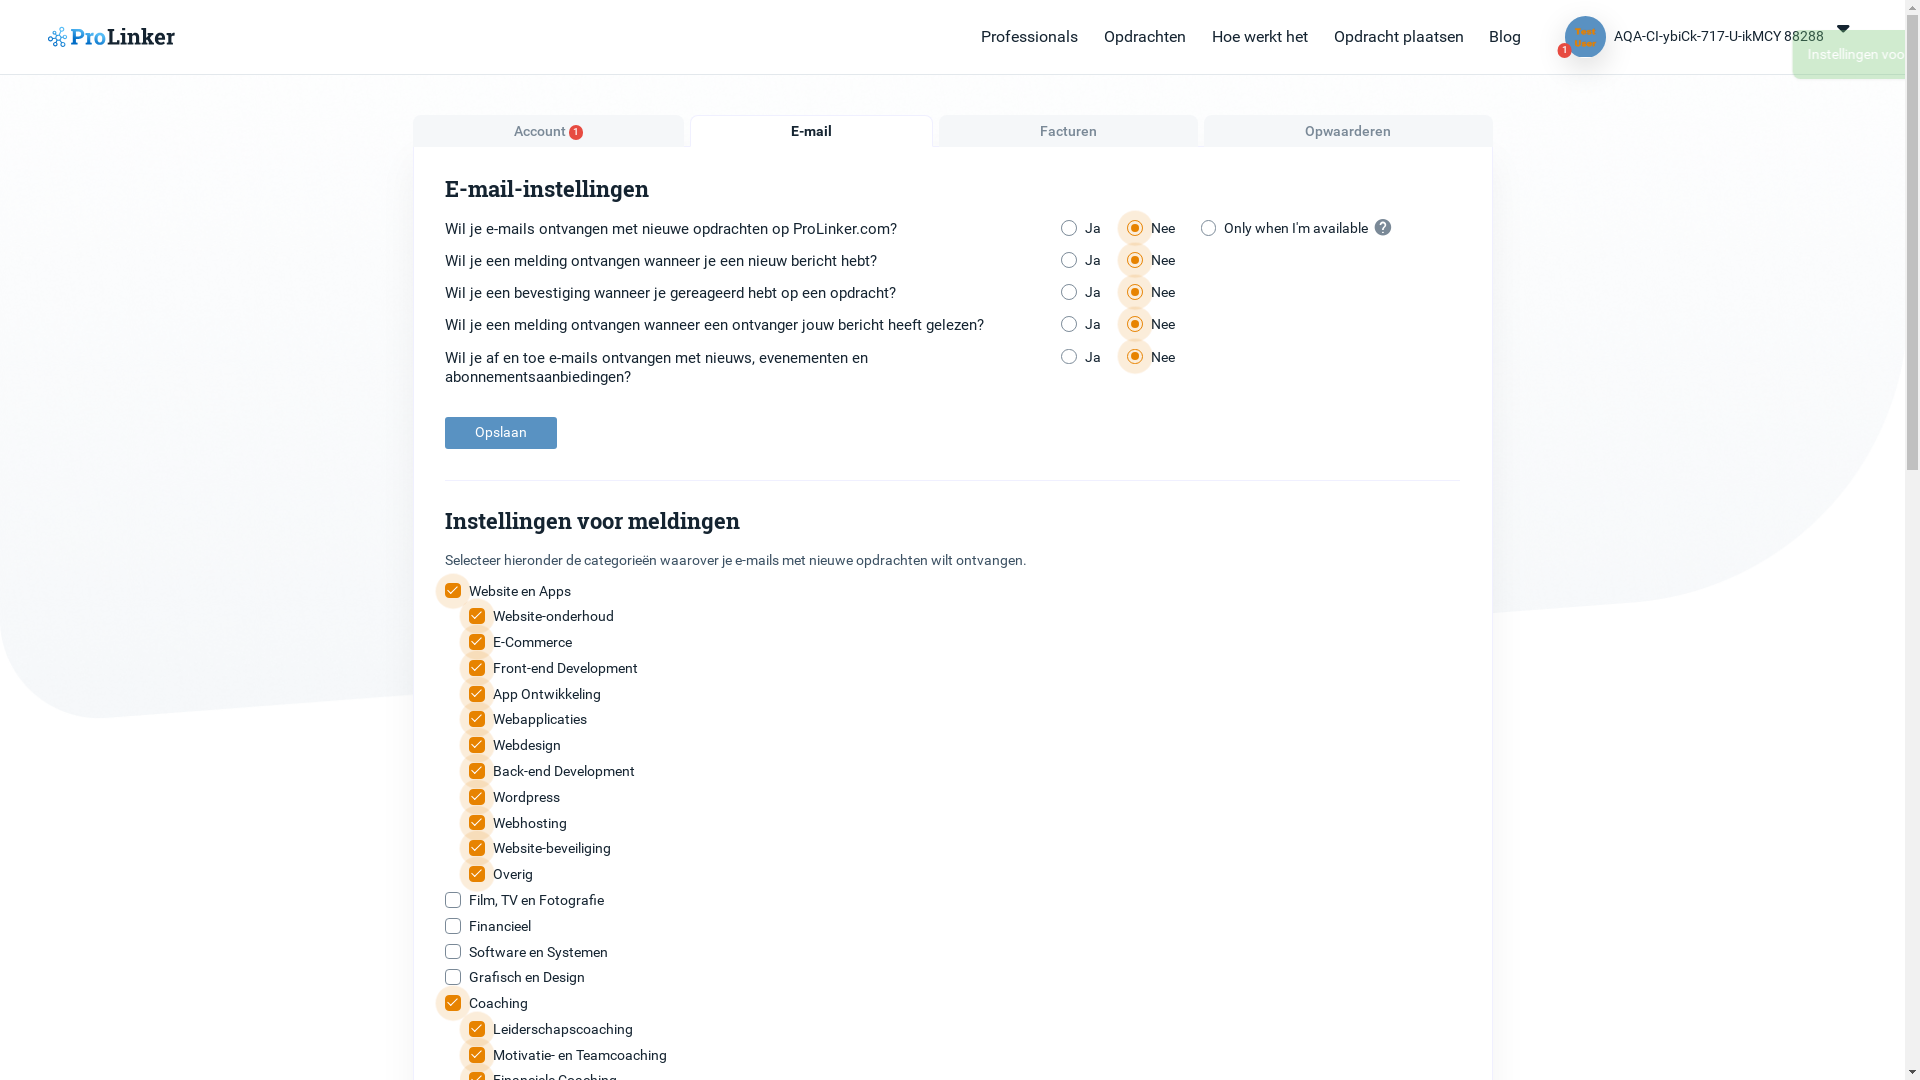 ProLinker
Professionals
Opdrachten
Hoe werkt het
Opdracht plaatsen
Blog
Test
User
1
AQA-CI-ybiCk-717-U-ikMCY 88288
Instellingen voo
Account 1
E-mail
Facturen
Opwaarderen
E-mail-instellingen
Wil je e-mails ontvangen met nieuwe opdrachten op ProLinker.com? Ja Nee Only when I'm available ?
Wil je een melding ontvangen wanneer je een nieuw bericht hebt? Ja Nee
Wil je een bevestiging wanneer je gereageerd hebt op een opdracht? Ja Nee
Wil je een melding ontvangen wanneer een ontvanger jouw bericht heeft gelezen? Ja Nee
Wil je af en toe e-mails ontvangen met nieuws, evenementen en Ja Nee
abonnementsaanbiedingen?
Opslaan
Instellingen voor meldingen
Selecteer hieronder de categorieën waarover je e-mails met nieuwe opdrachten wilt ontvangen.
Website en Apps
Website-onderhoud
E-Commerce
Front-end Development
App Ontwikkeling
Webapplicaties
Webdesign
Back-end Development
Wordpress
Webhosting
Website-beveiliging
Overig
Film, TV en Fotografie
Financieel
Software en Systemen
Grafisch en Design
Coaching
Leiderschapscoaching
Motivatie- en Teamcoaching
Financiele Coaching